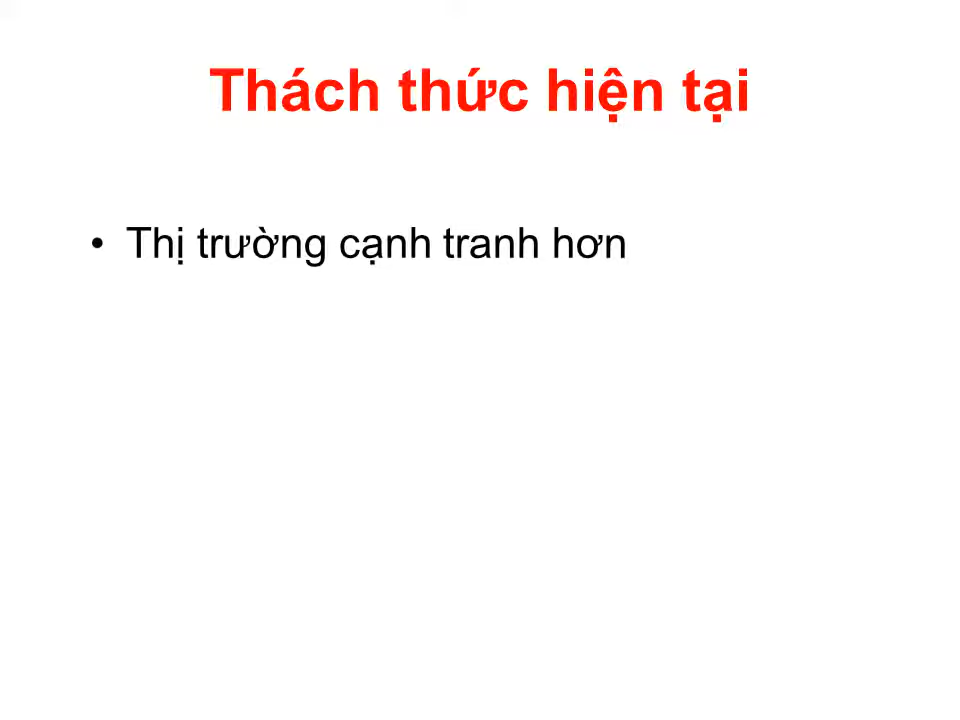 Thách thức hiện tại
• Thị trường cạnh tranh hơn